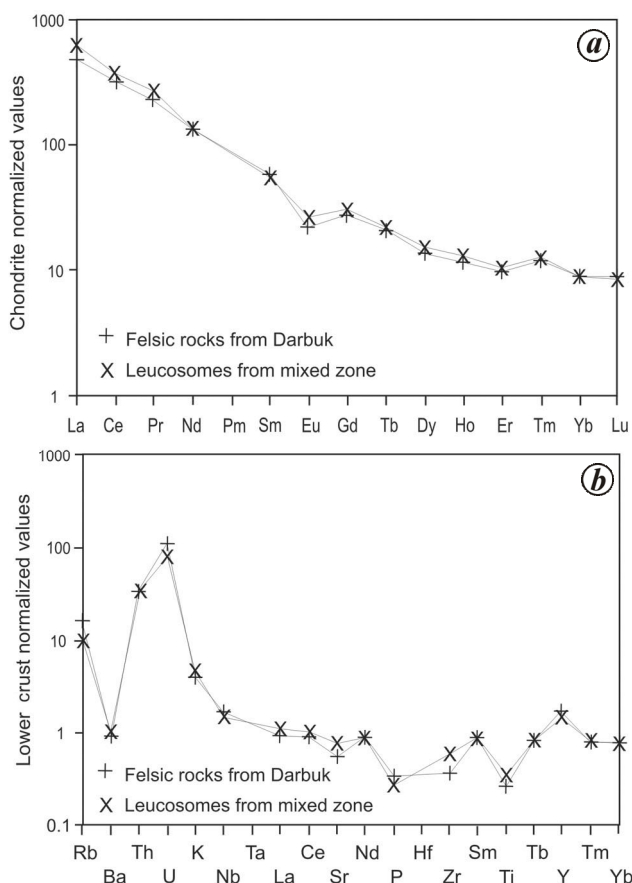 1000
a
100
Chondrite normalized values
10
+ Felsic rocks from Darbuk
X Leucosomes from mixed zone
1
La Ce Pr Nd Pm Sm Eu Gd Tb Dy Ho Er Tm Yb Lu
1000
b
100
Lower crust normalized values
10
1
+ Felsic rocks from Darbuk
X Leucosomes from mixed zone
0.1
Rb Th K Ta Ce Nd Hf Sm Tb Tm
Ba U Nb La Sr P Zr Ti Y Yb